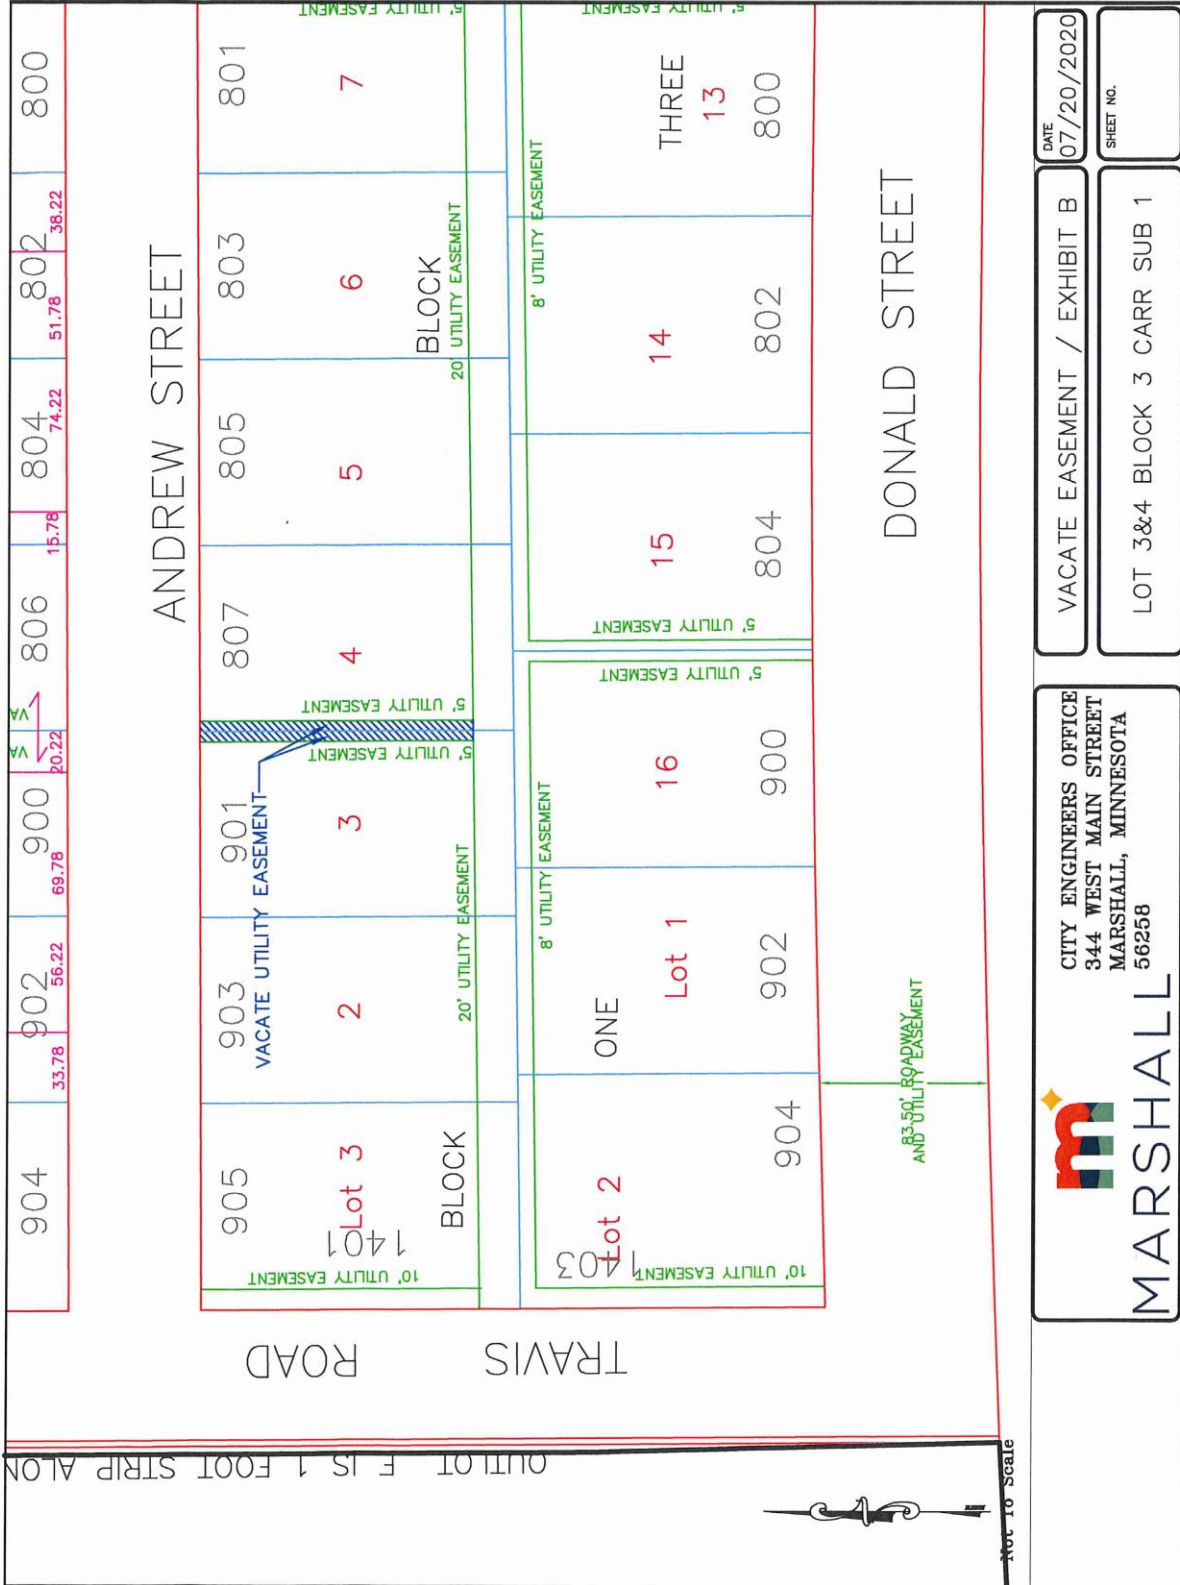 904
33.78
902
56.22
69.78
900
20.22
VA
VA
806
15.78
804
74.22
51.78
802
38.22
800
ANDREW STREET
905
903
901
807
805
803
801
VACATE UTILITY EASEMENT
Lot 3
2
3
4
5
6
7
1401
BLOCK
BLOCK
10' UTILITY EASEMENT
5' UTILITY EASEMENT
5' UTILITY EASEMENT
5' UTILITY EASEMENT
20' UTILITY EASEMENT
20' UTILITY EASEMENT
8' UTILITY EASEMENT
8' UTILITY EASEMENT
5' UTILITY EASEMENT
5' UTILITY EASEMENT
5' UTILITY EASEMENT
10' UTILITY EASEMENT
ONE
THREE
Lot 2
Lot 1
16
15
14
13
1403
904
902
900
804
802
800
TRAVIS ROAD
DONALD STREET
83.50' ROADWAY
AND UTILITY EASEMENT
OUTLOT E IS 1 FOOT STRIP ALON
Not To Scale
MARSHALL
CITY ENGINEERS OFFICE
344 WEST MAIN STREET
MARSHALL, MINNESOTA
56258
VACATE EASEMENT / EXHIBIT B
LOT 3&4 BLOCK 3 CARR SUB 1
DATE
07/20/2020
SHEET NO.